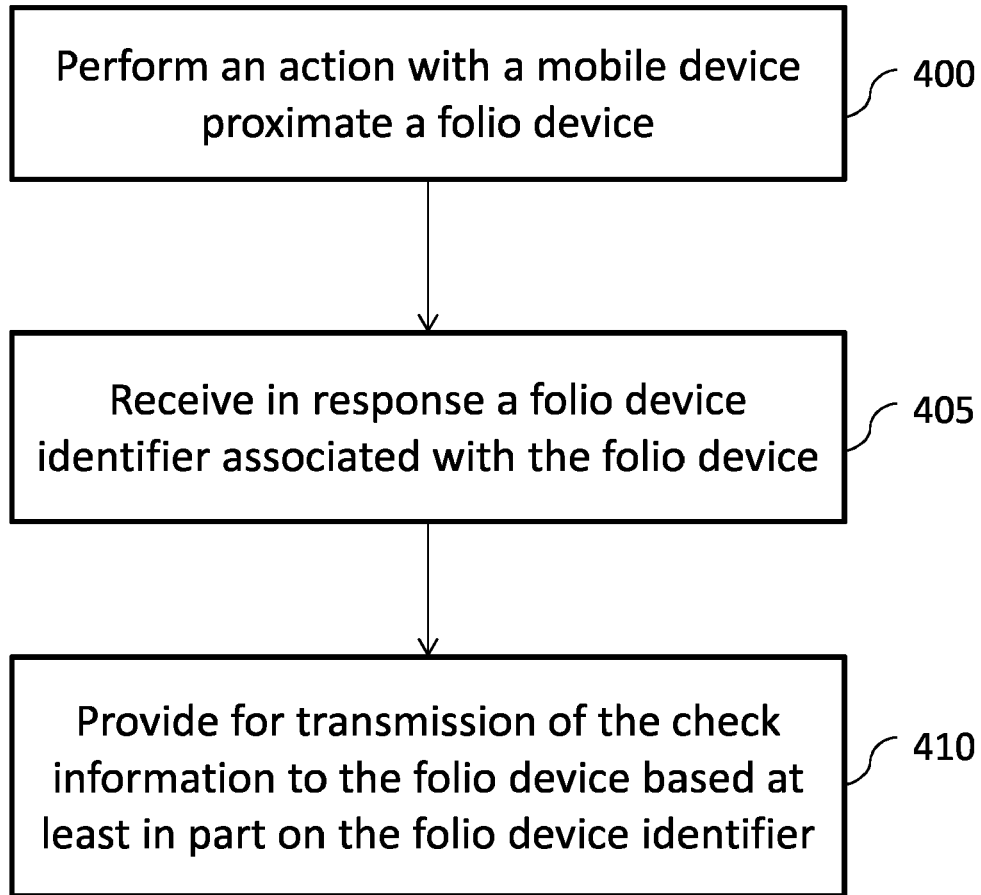 Perform an action with a mobile device
proximate a folio device
400
Receive in response a folio device
identifier associated with the folio device
405
Provide for transmission of the check
information to the folio device based at
least in part on the folio device identifier
410